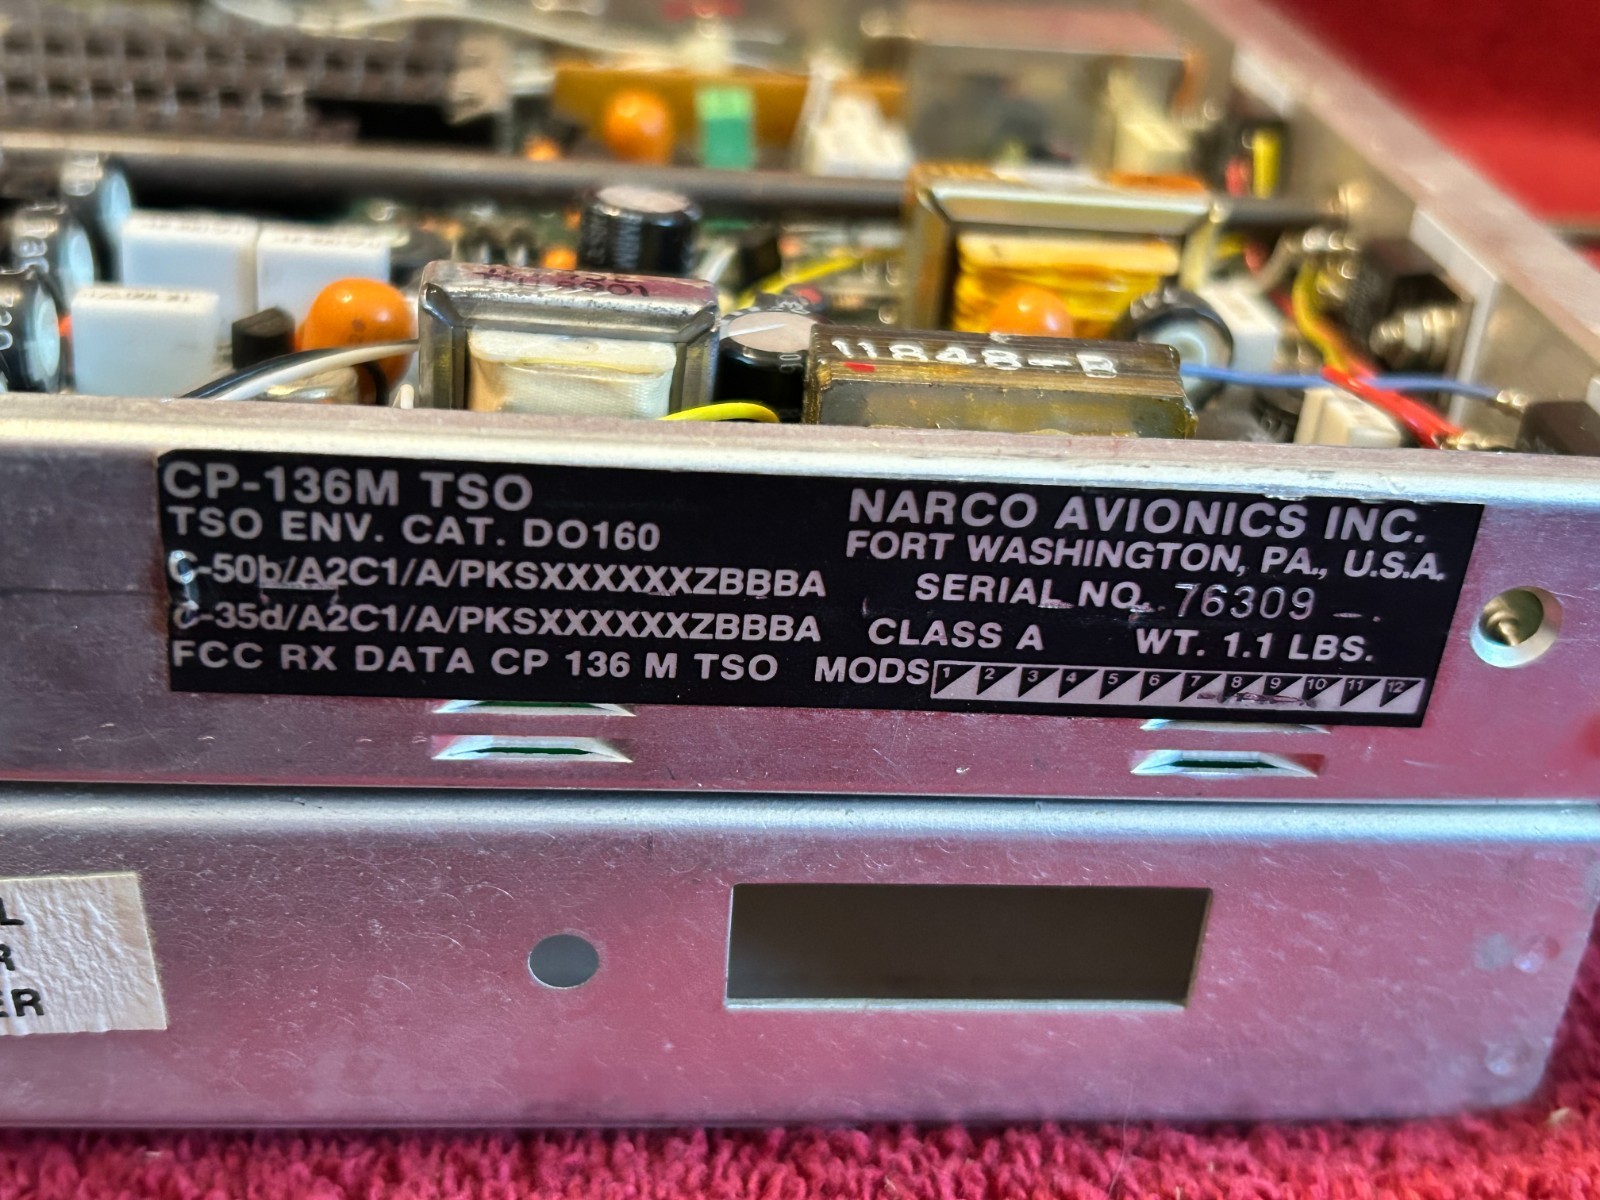 11848-B
CP-136M TSO
TSO ENV. CAT. DO160
C-50b/A2C1/A/PKSXXXXXXZBBBA
C-35d/A2C1/A/PKSXXXXXXZBBBA
FCC RX DATA CP 136 M TSO
NARCO AVIONICS INC.
FORT WASHINGTON, PA., U.S.A.
SERIAL NO. 76309
CLASS A WT. 1.1 LBS.
MODS 1 2 3 4 5 6 7 8 9 10 11 12
L
R
ER